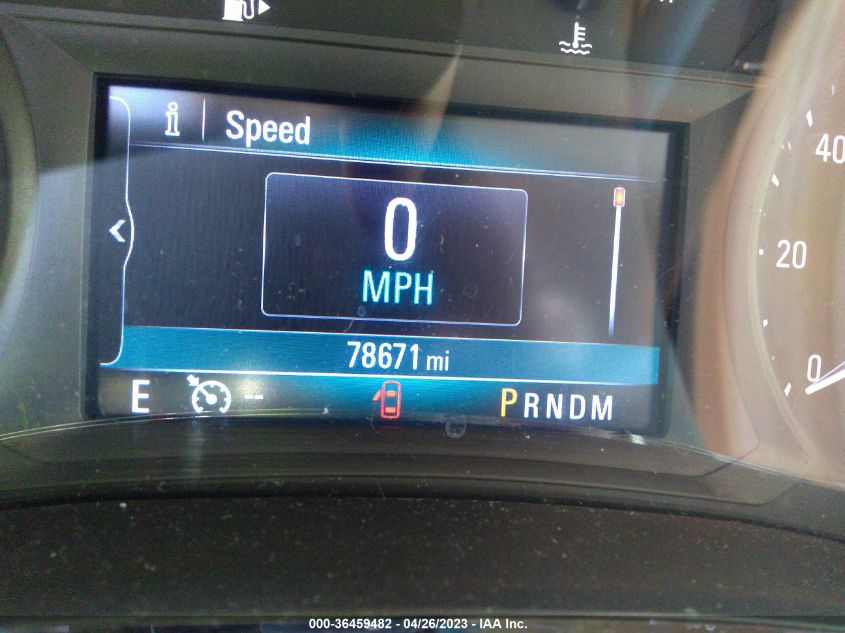 Speed
40
0
MPH
20
78671 mi
0
E -- PRNDM
000-36459482 - 04/26/2023 - IAA Inc.